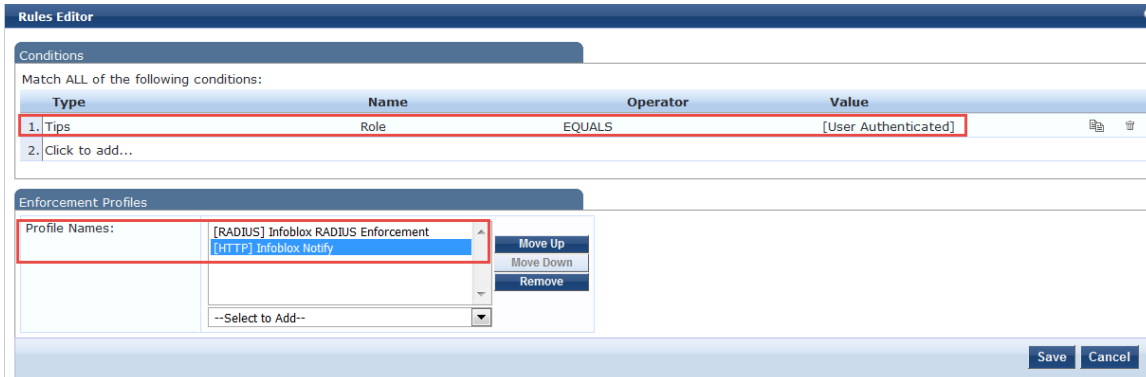 Rules Editor
Conditions
Match ALL of the following conditions:
Type Name Operator Value
1. Tips Role EQUALS [User Authenticated]
2. Click to add...
Enforcement Profiles
Profile Names:
[RADIUS] Infoblox RADIUS Enforcement
[HTTP] Infoblox Notify
Move Up
Move Down
Remove
--Select to Add--
Save Cancel